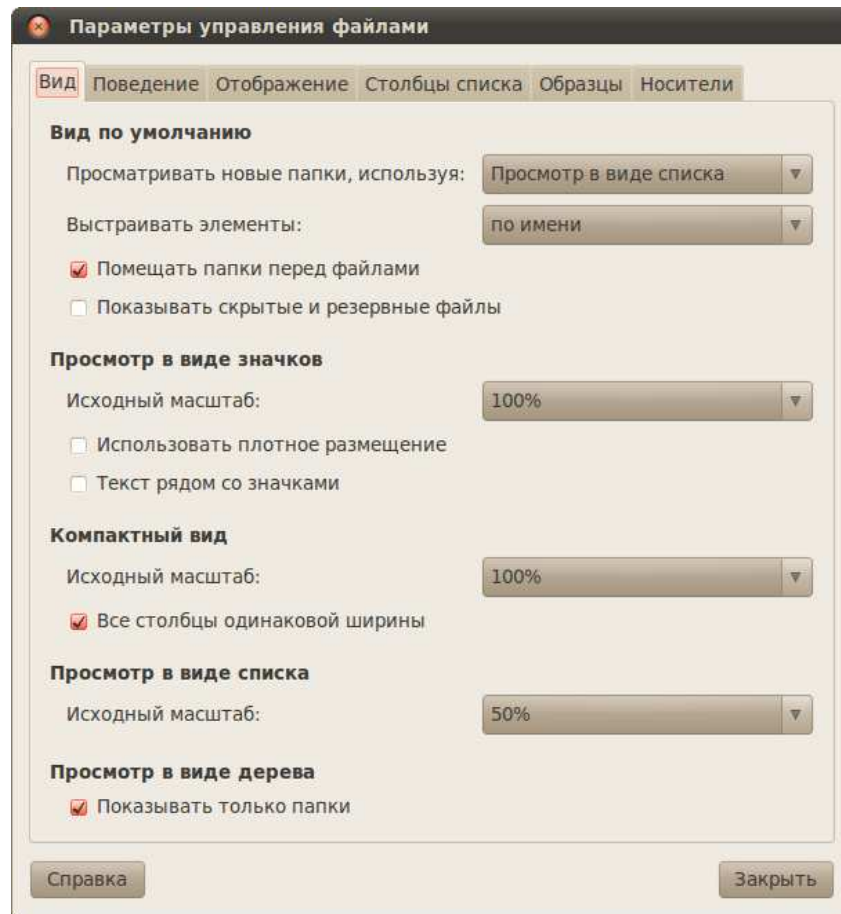 Параметры управления файлами
Вид Поведение Отображение Столбцы списка Образцы Носители
Вид по умолчанию
Просматривать новые папки, используя: Просмотр в виде списка
Выстраивать элементы: по имени
Помещать папки перед файлами
Показывать скрытые и резервные файлы
Просмотр в виде значков
Исходный масштаб: 100%
Использовать плотное размещение
Текст рядом со значками
Компактный вид
Исходный масштаб: 100%
Все столбцы одинаковой ширины
Просмотр в виде списка
Исходный масштаб: 50%
Просмотр в виде дерева
Показывать только папки
Справка Закрыть